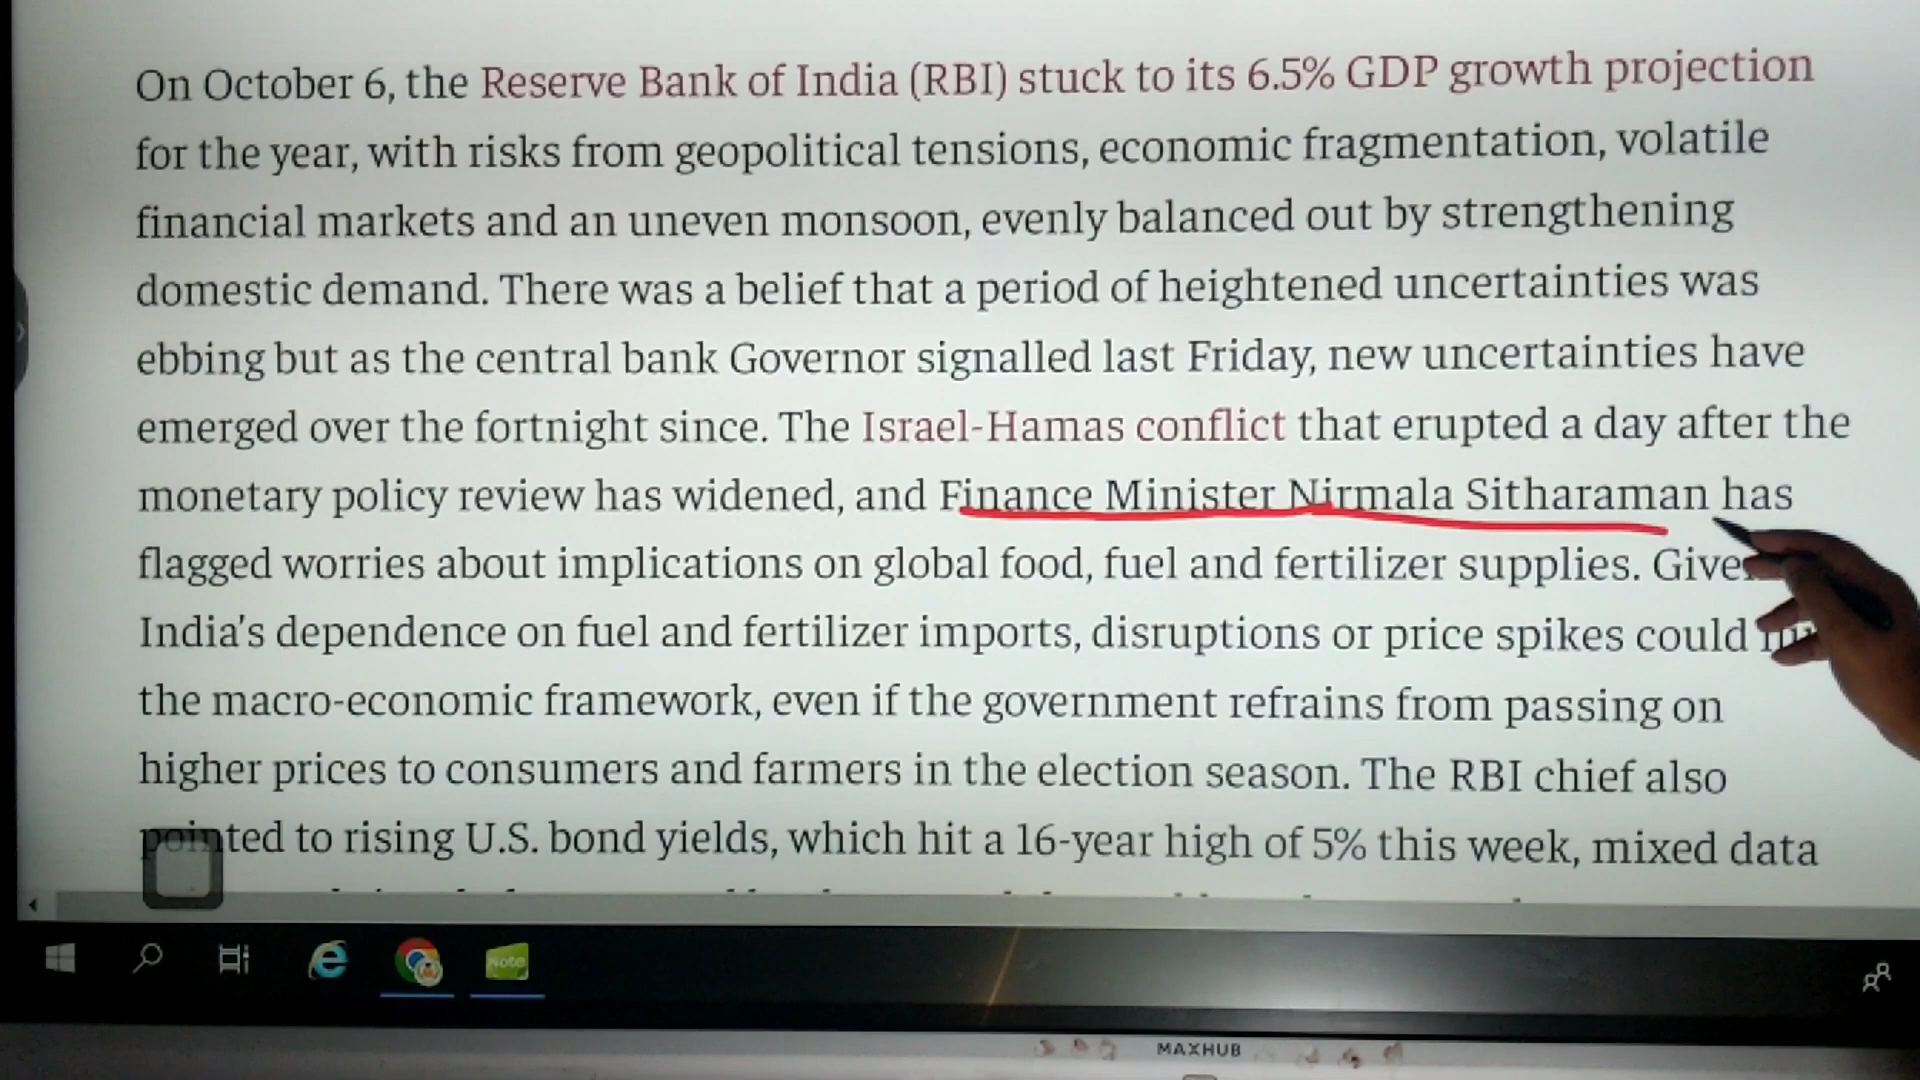 On October 6, the Reserve Bank of India (RBI) stuck to its 6.5% GDP growth projection
for the year, with risks from geopolitical tensions, economic fragmentation, volatile
financial markets and an uneven monsoon, evenly balanced out by strengthening
domestic demand. There was a belief that a period of heightened uncertainties was
ebbing but as the central bank Governor signalled last Friday, new uncertainties have
emerged over the fortnight since. The Israel-Hamas conflict that erupted a day after the
monetary policy review has widened, and Finance Minister Nirmala Sitharaman has
flagged worries about implications on global food, fuel and fertilizer supplies.
India's dependence on fuel and fertilizer imports, disruptions or price spikes could
the macro-economic framework, even if the government refrains from passing on
higher prices to consumers and farmers in the election season. The RBI chief also
pointed to rising U.S. bond yields, which hit a 16-year high of 5% this week, mixed data
Note
MAXHUB